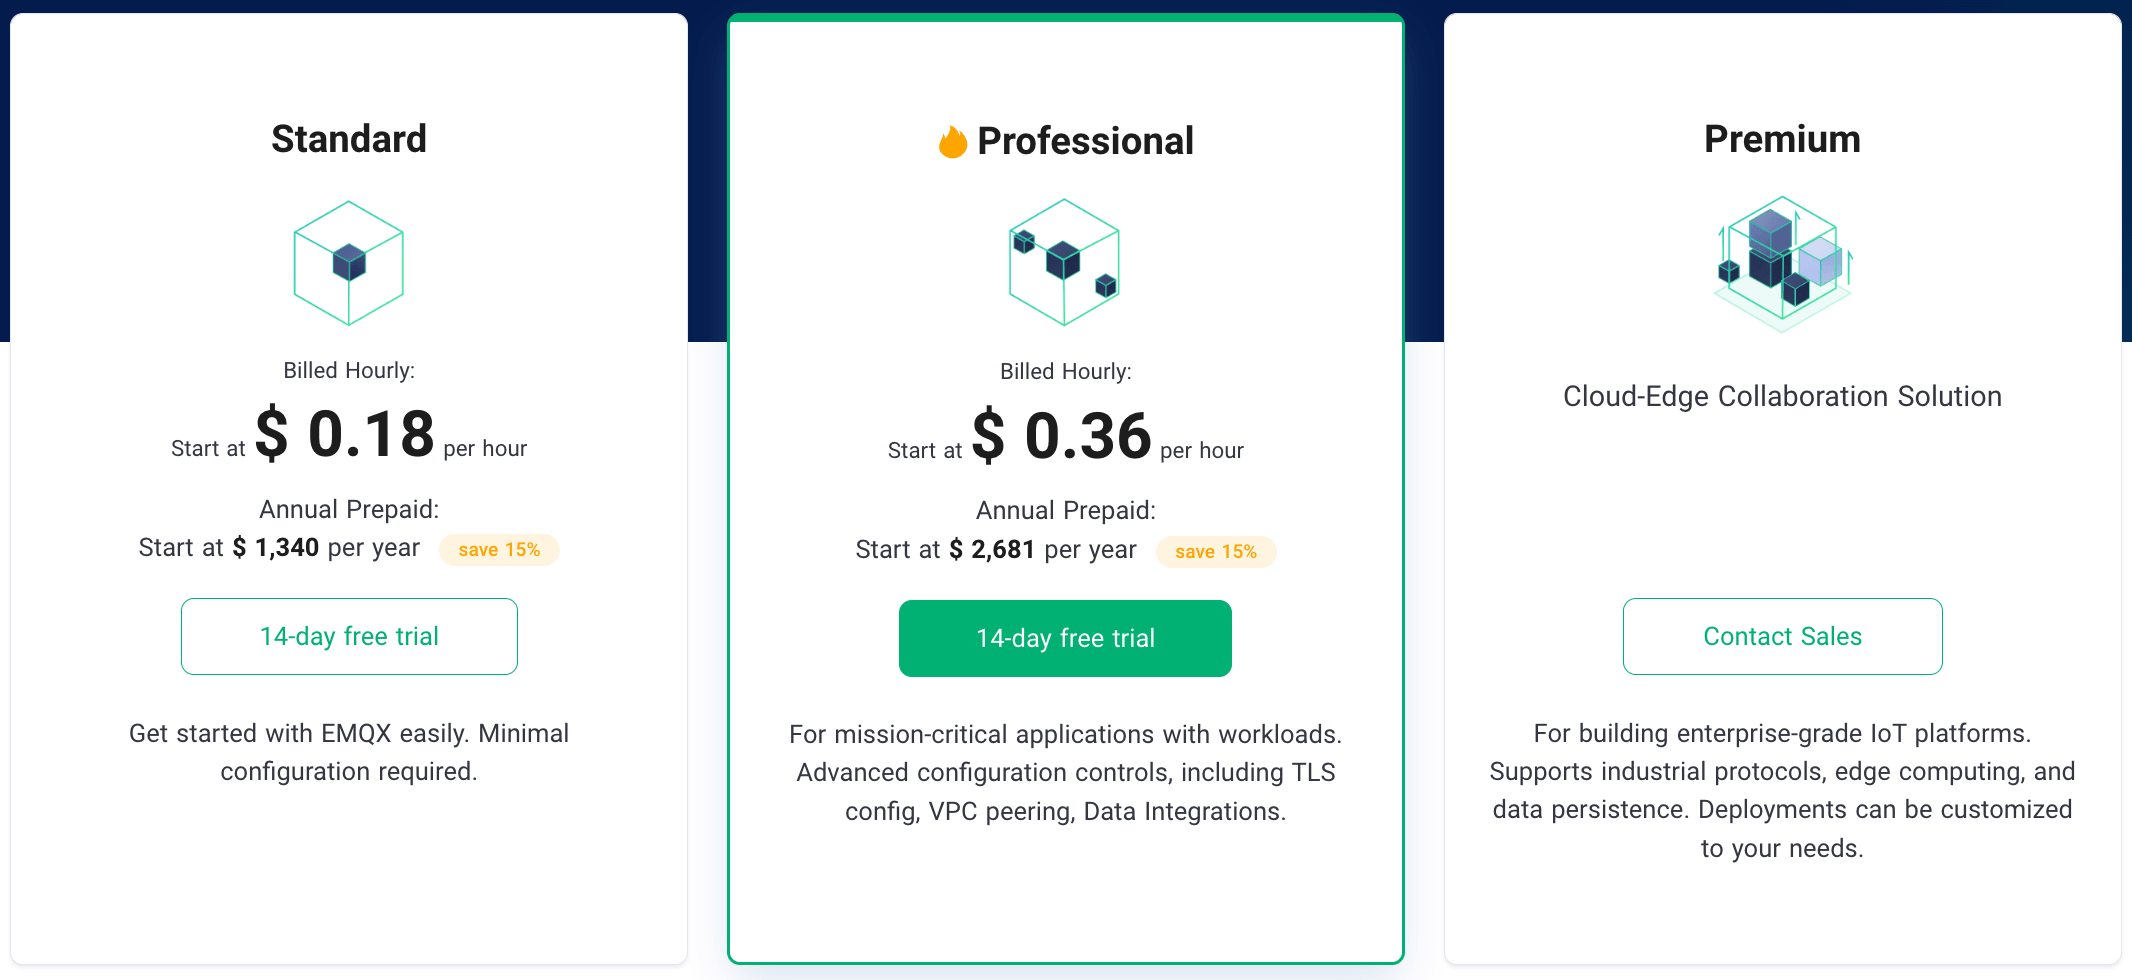 Standard
Billed Hourly:
Start at $ 0.18 per hour
Annual Prepaid:
Start at $ 1,340 per year save 15%
14-day free trial
Get started with EMQX easily. Minimal
configuration required.
Professional
Billed Hourly:
Start at $ 0.36 per hour
Annual Prepaid:
Start at $ 2,681 per year save 15%
14-day free trial
For mission-critical applications with workloads.
Advanced configuration controls, including TLS
config, VPC peering, Data Integrations.
Premium
Cloud-Edge Collaboration Solution
Contact Sales
For building enterprise-grade IoT platforms.
Supports industrial protocols, edge computing, and
data persistence. Deployments can be customized
to your needs.